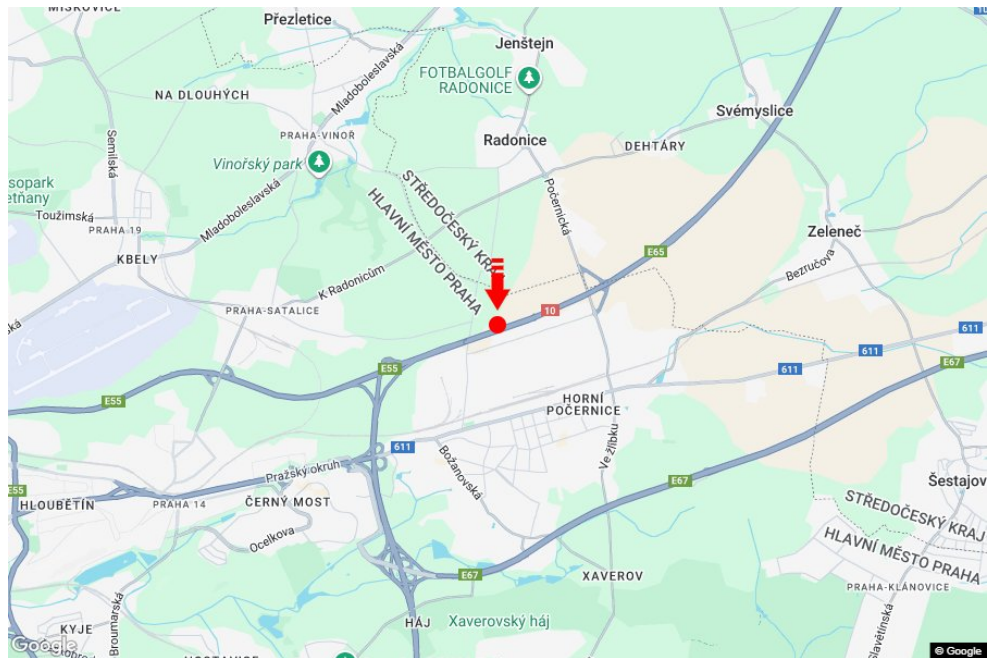 MIŠKOVICE
Přezletice
Jenštejn
FOTBALGOLF
RADONICE
Mladoboleslavská
NA DLOUHÝCH
Svémyslice
PRAHA-VINOŘ
Radonice
DEHTÁRY
Semilská
Vinořský park
STŘEDOČESKÝ KRAJ
HLAVNÍ MĚSTO PRAHA
Počernická
Toužimská
PRAHA 19
Mladoboleslavská
Zeleneč
KBELY
E65
Bezručova
K Radonicům
PRAHA-SATALICE
10
611
611
E55
611
E67
E55
HORNÍ
POČERNICE
611
Božanovská
Ve žlíbku
Pražský okruh
E55
E67
HLOUBĚTÍN
PRAHA 14
ČERNÝ MOST
STŘEDOČESKÝ KRAJ
HLAVNÍ MĚSTO PRAHA
Ocelkova
E67
XAVEROV
PRAHA-KLÁNOVICE
Broumarská
HÁJ
Xaverovský háj
KYJE
Slavětínská
Google
© Google